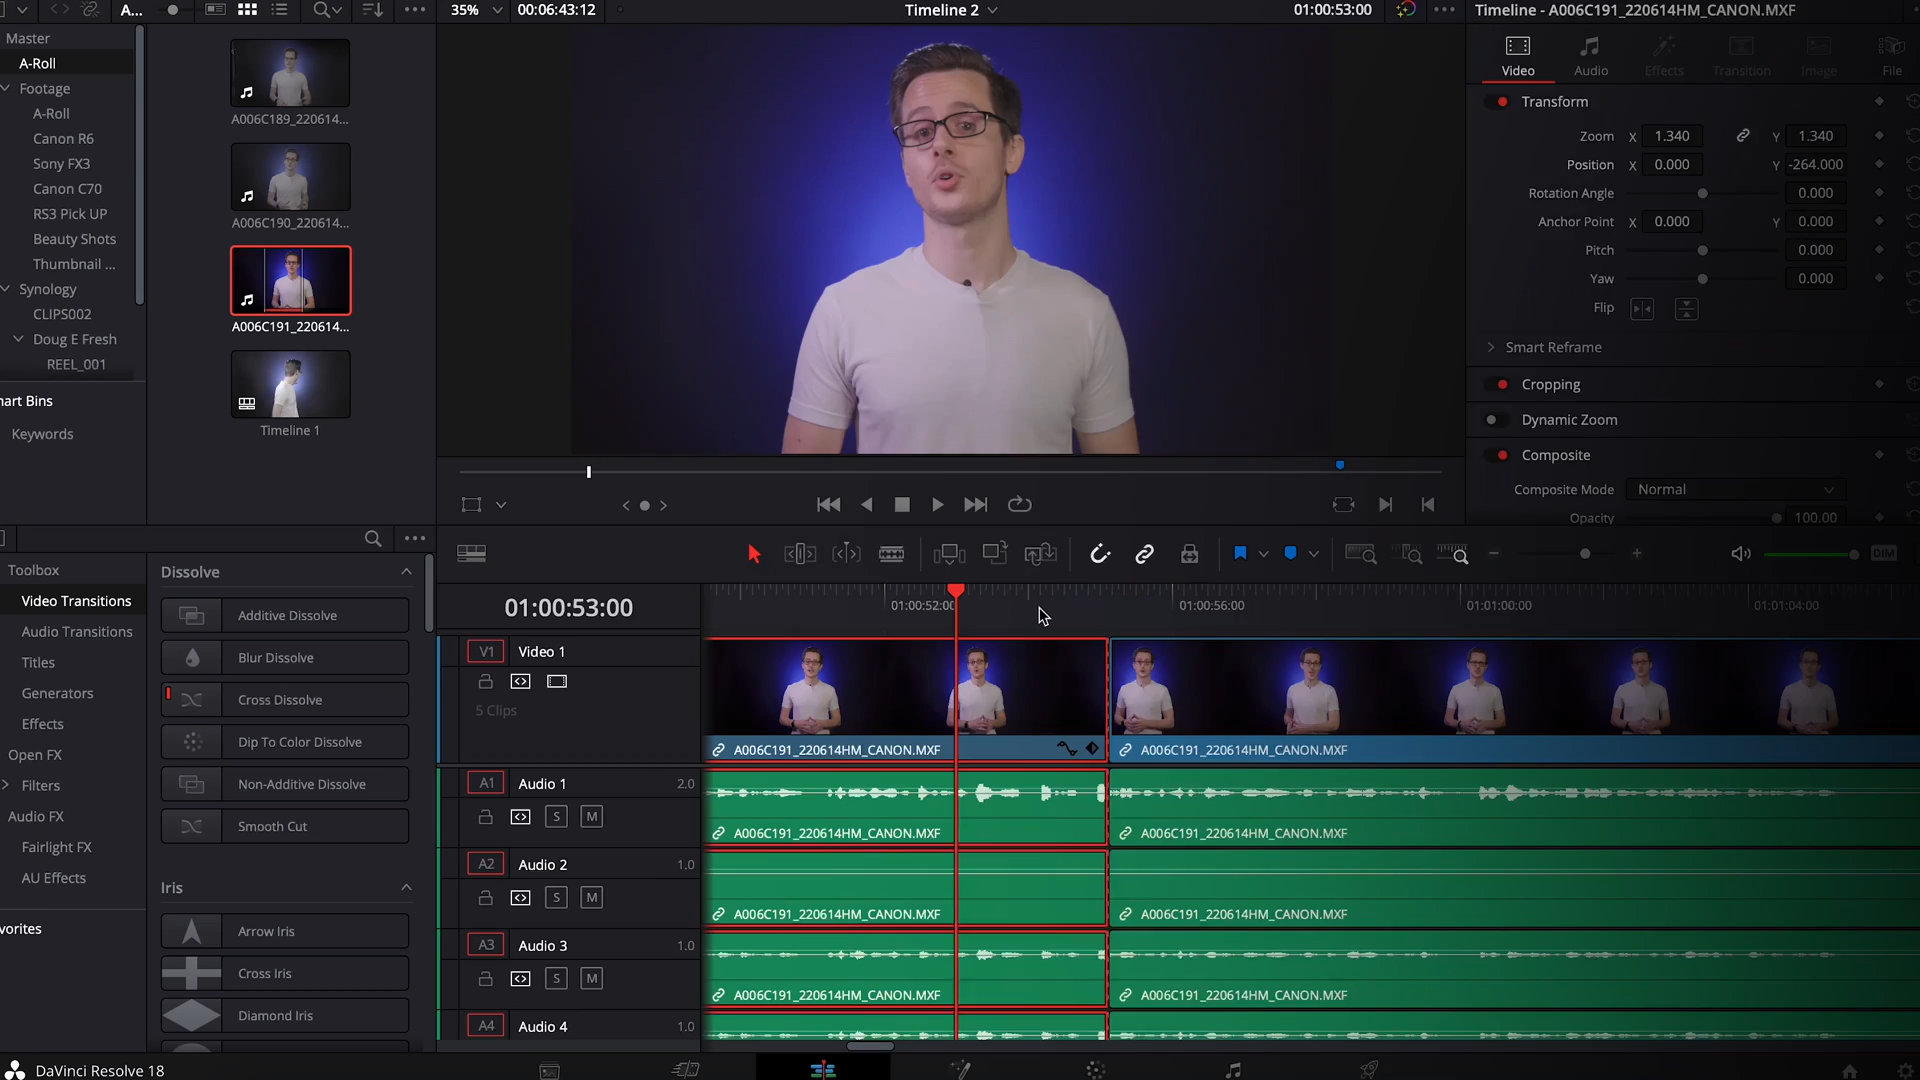 A...
35%
00:06:43:12
Timeline 2
01:00:53:00
Timeline - A006C191_220614HM_CANON.MXF
Master
A-Roll
Footage
A-Roll
Canon R6
Sony FX3
Canon C70
RS3 Pick UP
Beauty Shots
Thumbnail ...
Synology
CLIPS002
Doug E Fresh
REEL_001
mart Bins
Keywords
A006C189_220614...
A006C190_220614...
A006C191_220614...
Timeline 1
Video
Audio
Effects
Transition
Image
File
Transform
Zoom X 1.340 Y 1.340
Position X 0.000 Y -264.000
Rotation Angle 0.000
Anchor Point X 0.000 Y 0.000
Pitch 0.000
Yaw 0.000
Flip
Smart Reframe
Cropping
Dynamic Zoom
Composite
Composite Mode Normal
Opacity 100.00
DIM
Toolbox
Video Transitions
Audio Transitions
Titles
Generators
Effects
Open FX
Filters
Audio FX
Fairlight FX
AU Effects
vorites
Dissolve
Additive Dissolve
Blur Dissolve
Cross Dissolve
Dip To Color Dissolve
Non-Additive Dissolve
Smooth Cut
Iris
Arrow Iris
Cross Iris
Diamond Iris
01:00:53:00
01:00:52:00
01:00:56:00
01:01:00:00
01:01:04:00
V1 Video 1
5 Clips
A006C191_220614HM_CANON.MXF
A006C191_220614HM_CANON.MXF
A1 Audio 1 2.0
S M
A006C191_220614HM_CANON.MXF
A006C191_220614HM_CANON.MXF
A2 Audio 2 1.0
S M
A006C191_220614HM_CANON.MXF
A006C191_220614HM_CANON.MXF
A3 Audio 3 1.0
S M
A006C191_220614HM_CANON.MXF
A006C191_220614HM_CANON.MXF
A4 Audio 4 1.0
DaVinci Resolve 18